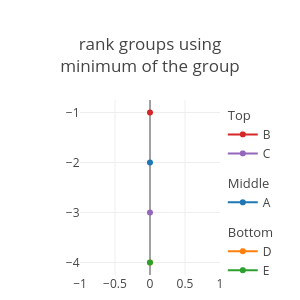 rank groups using
minimum of the group
−1
−2
−3
−4
−1
−0.5
0
0.5
1
Top
B
C
Middle
A
Bottom
D
E